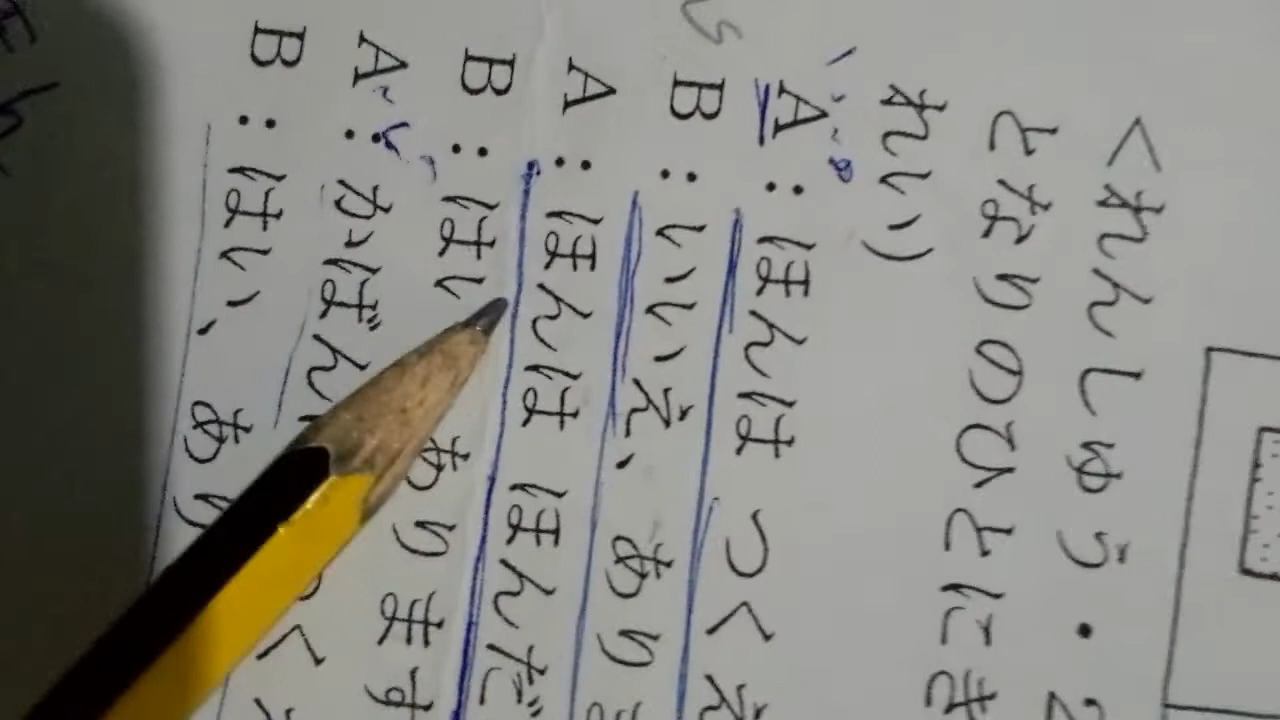 <れんしゅう・2
となりのひとにき
れい)
A:ほんは つくえ
B:いいえ、あり
A:ほんは ほんだ
B:はい あります
A:かばん
B:はい、あり